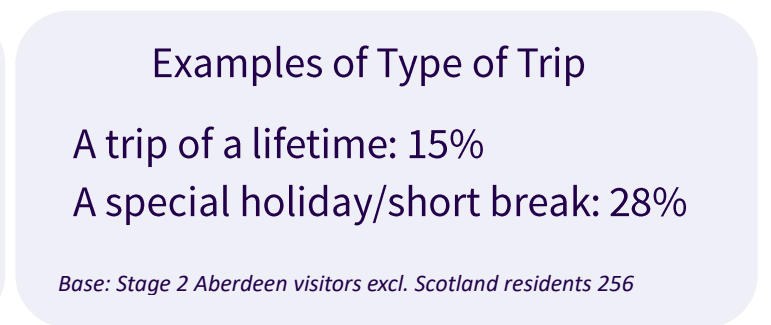 Examples of Type of Trip
A trip of a lifetime: 15%
A special holiday/short break: 28%
Base: Stage 2 Aberdeen visitors excl. Scotland residents 256